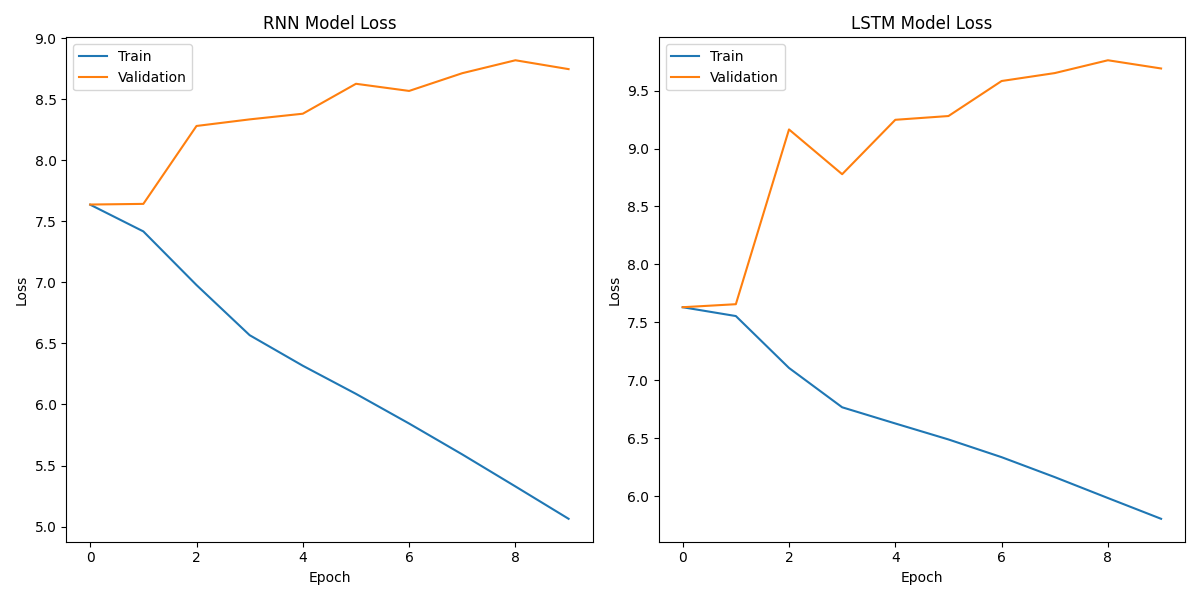 RNN Model Loss
Train
Validation
9.0
8.5
8.0
7.5
7.0
6.5
6.0
5.5
5.0
Loss
0 2 4 6 8
Epoch
LSTM Model Loss
Train
Validation
9.5
9.0
8.5
8.0
7.5
7.0
6.5
6.0
Loss
0 2 4 6 8
Epoch